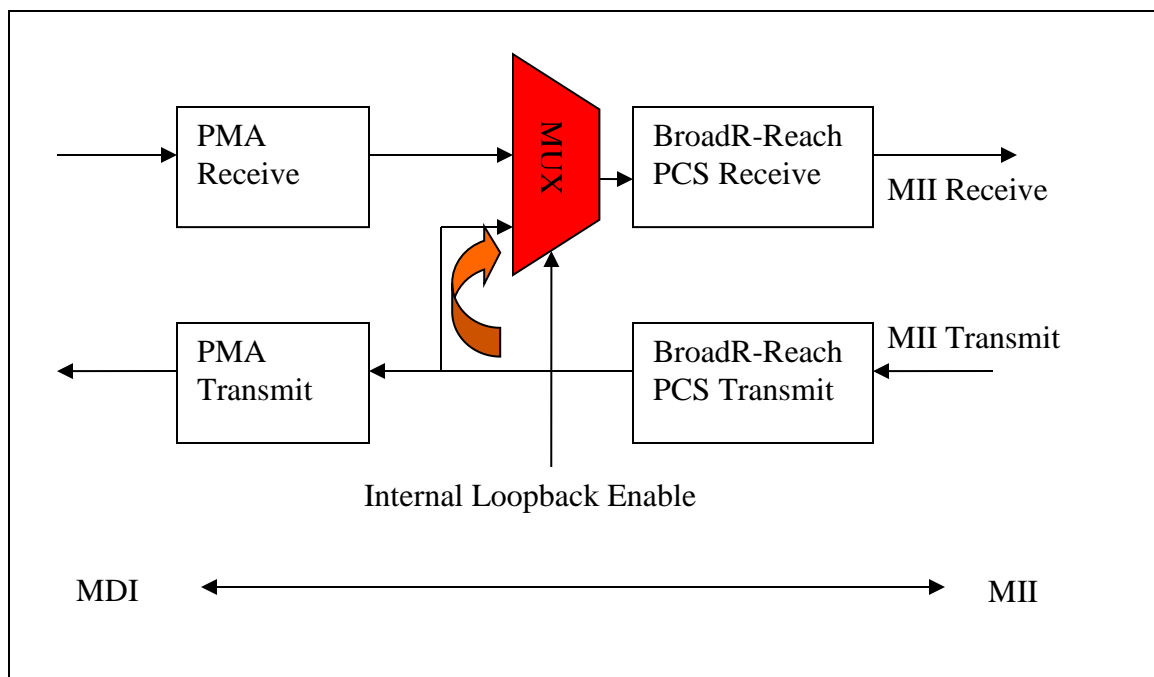 PMA
Receive
MUX
BroadR-Reach
PCS Receive
MII Receive
PMA
Transmit
BroadR-Reach
PCS Transmit
MII Transmit
Internal Loopback Enable
MDI
MII